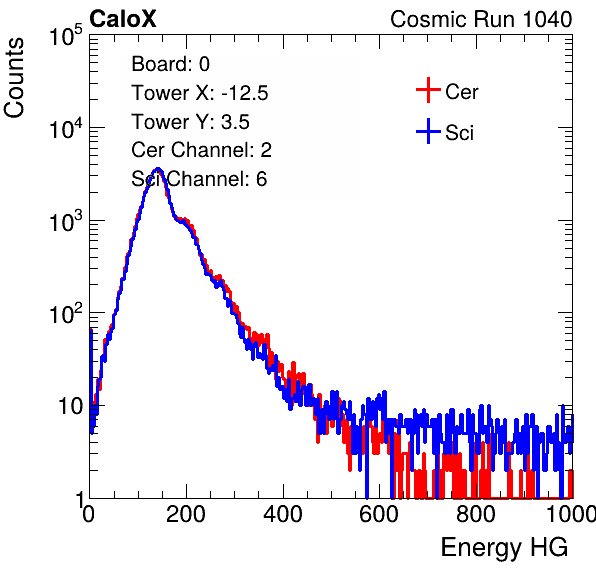 CaloX Cosmic Run 1040
Counts
10^5
10^4
10^3
10^2
10
1
Board: 0
Tower X: -12.5
Tower Y: 3.5
Cer Channel: 2
Sci Channel: 6
Cer
Sci
0 200 400 600 800 1000
Energy HG